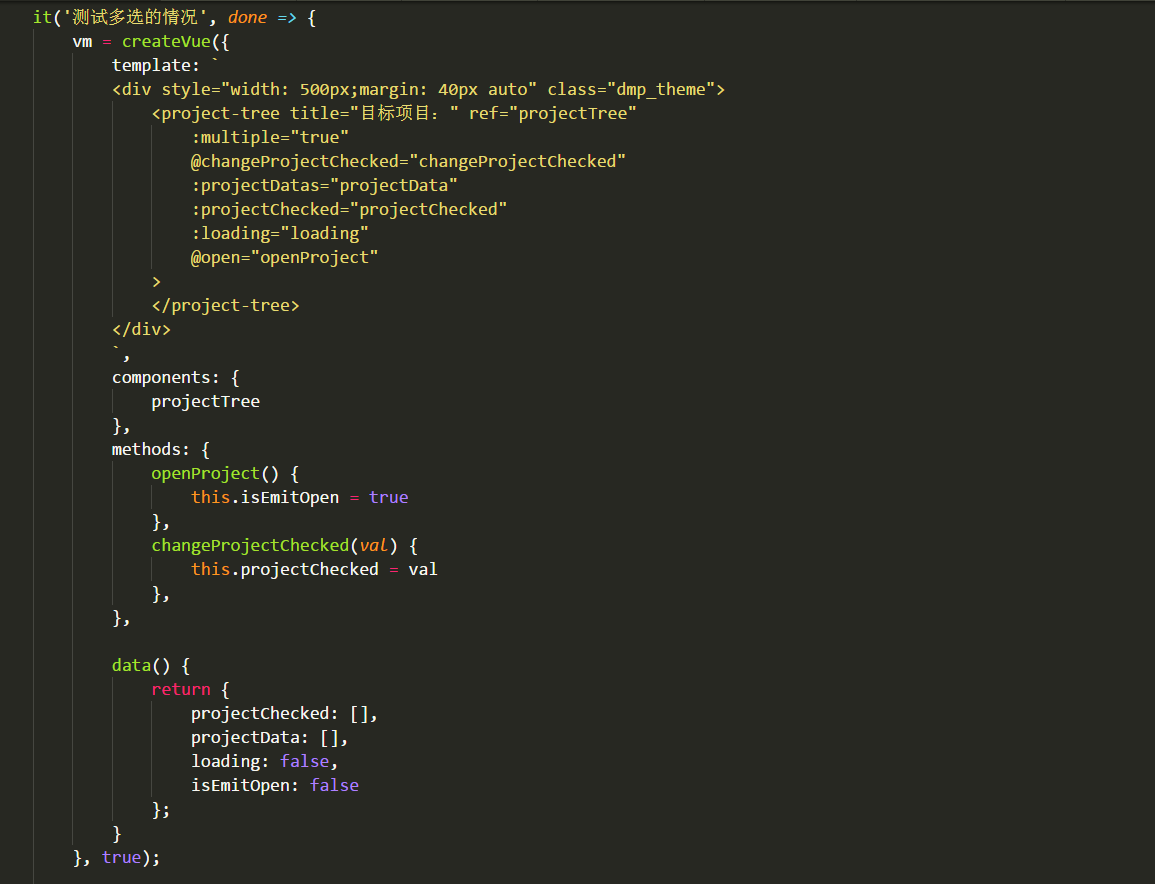 it('测试多选的情况', done => {
vm = createVue({
template: `
<div style="width: 500px;margin: 40px auto" class="dmp_theme">
<project-tree title="目标项目：" ref="projectTree"
:multiple="true"
@changeProjectChecked="changeProjectChecked"
:projectDatas="projectData"
:projectChecked="projectChecked"
:loading="loading"
@open="openProject"
>
</project-tree>
</div>
`,
components: {
projectTree
},
methods: {
openProject() {
this.isEmitOpen = true
},
changeProjectChecked(val) {
this.projectChecked = val
},
},
data() {
return {
projectChecked: [],
projectData: [],
loading: false,
isEmitOpen: false
};
}
}, true);